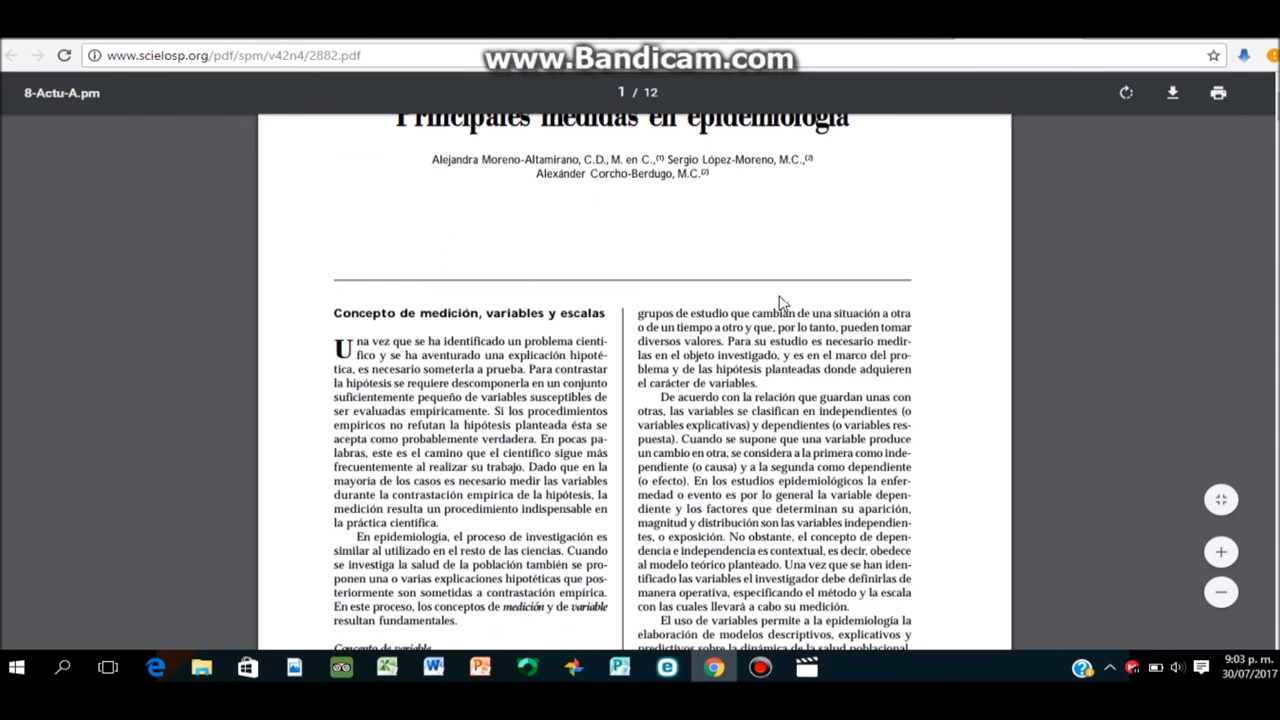 www.Bandicam.com
www.scielosp.org/pdf/spm/v42n4/2882.pdf
8-Actu-A.pm
1 / 12
Principales medidas en epidemiología
Alejandra Moreno-Altamirano, C.D., M. en C.,(1) Sergio López-Moreno, M.C.,(2)
Alexánder Corcho-Berdugo, M.C.(2)
Concepto de medición, variables y escalas
Una vez que se ha identificado un problema cientí-
fico y se ha aventurado una explicación hipoté-
tica, es necesario someterla a prueba. Para contrastar
la hipótesis se requiere descomponerla en un conjunto
suficientemente pequeño de variables susceptibles de
ser evaluadas empíricamente. Si los procedimientos
empíricos no refutan la hipótesis planteada ésta se
acepta como probablemente verdadera. En pocas pa-
labras, este es el camino que el científico sigue más
frecuentemente al realizar su trabajo. Dado que en la
mayoría de los casos es necesario medir las variables
durante la contrastación empírica de la hipótesis, la
medición resulta un procedimiento indispensable en
la práctica científica.
En epidemiología, el proceso de investigación es
similar al utilizado en el resto de las ciencias. Cuando
se investiga la salud de la población también se pro-
ponen una o varias explicaciones hipotéticas que pos-
teriormente son sometidas a contrastación empírica.
En este proceso, los conceptos de medición y de variable
resultan fundamentales.
Concepto de variable
grupos de estudio que cambian de una situación a otra
o de un tiempo a otro y que, por lo tanto, pueden tomar
diversos valores. Para su estudio es necesario medir-
las en el objeto investigado, y es en el marco del pro-
blema y de las hipótesis planteadas donde adquieren
el carácter de variables.
De acuerdo con la relación que guardan unas con
otras, las variables se clasifican en independientes (o
variables explicativas) y dependientes (o variables res-
puesta). Cuando se supone que una variable produce
un cambio en otra, se considera a la primera como inde-
pendiente (o causa) y a la segunda como dependiente
(o efecto). En los estudios epidemiológicos la enfer-
medad o evento es por lo general la variable depen-
diente y los factores que determinan su aparición,
magnitud y distribución son las variables independien-
tes, o exposición. No obstante, el concepto de depen-
dencia e independencia es contextual, es decir, obedece
al modelo teórico planteado. Una vez que se han iden-
tificado las variables el investigador debe definirlas de
manera operativa, especificando el método y la escala
con las cuales llevará a cabo su medición.
El uso de variables permite a la epidemiología la
elaboración de modelos descriptivos, explicativos y
predictivos sobre la dinámica de la salud poblacional.
9:03 p. m.
30/07/2017